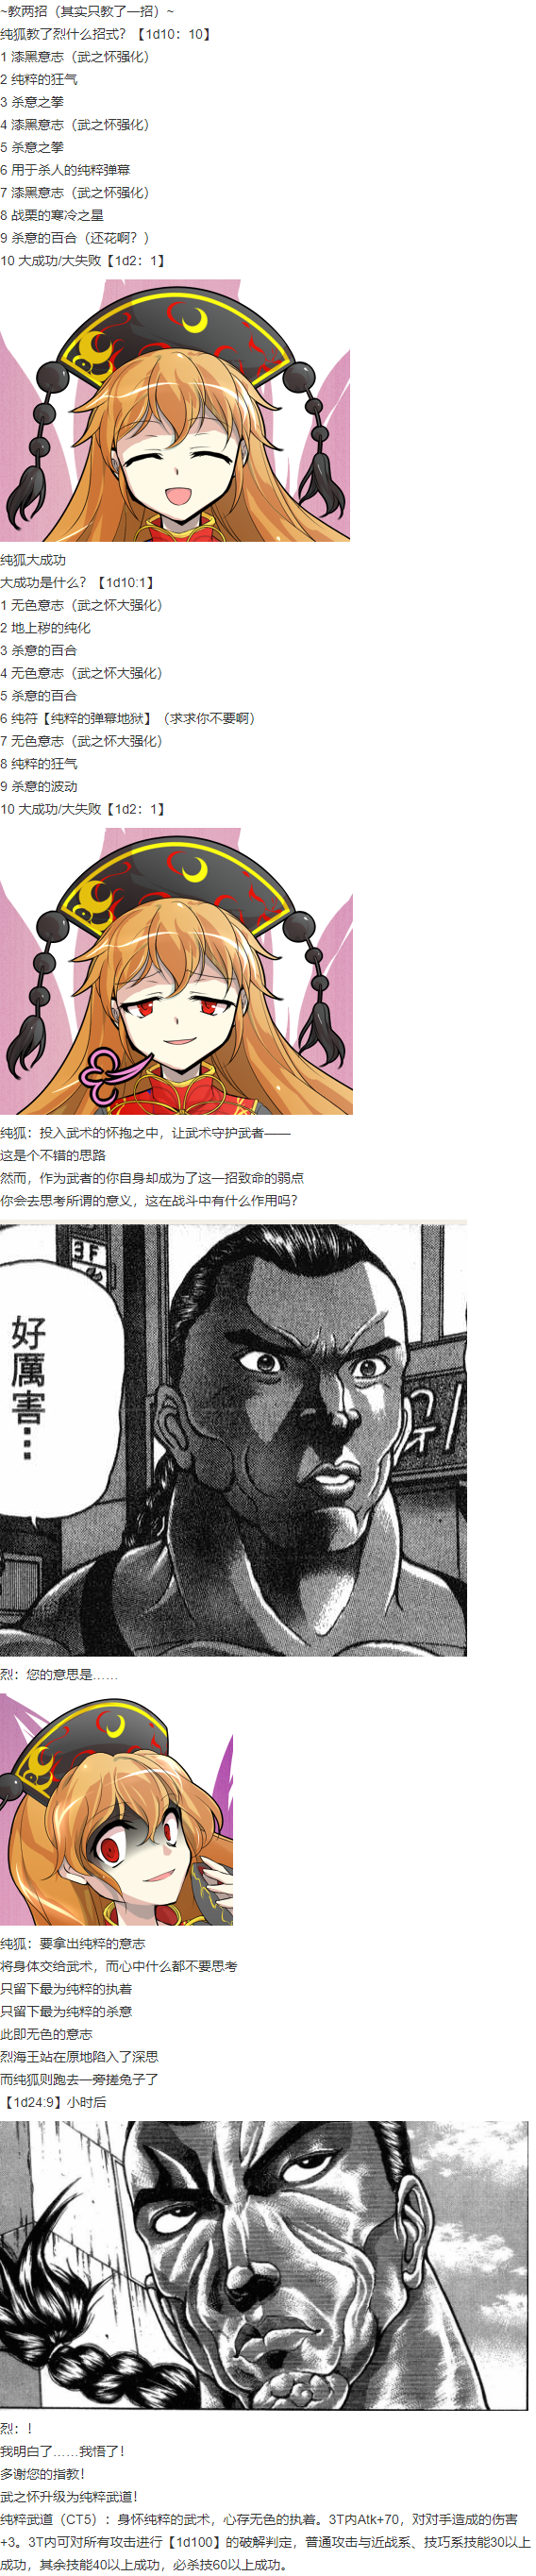 ~教两招（其实只教了一招）~
纯狐教了烈什么招式？【1d10：10】
1 漆黑意志（武之怀强化）
2 纯粹的狂气
3 杀意之拳
4 漆黑意志（武之怀强化）
5 杀意之拳
6 用于杀人的纯粹弹幕
7 漆黑意志（武之怀强化）
8 战栗的寒冷之星
9 杀意的百合（还花啊？）
10 大成功/大失败【1d2：1】
纯狐大成功
大成功是什么？【1d10:1】
1 无色意志（武之怀大强化）
2 地上秽的纯化
3 杀意的百合
4 无色意志（武之怀大强化）
5 杀意的百合
6 纯符【纯粹的弹幕地狱】（求求你不要啊）
7 无色意志（武之怀大强化）
8 纯粹的狂气
9 杀意的波动
10 大成功/大失败【1d2：1】
纯狐：投入武术的怀抱之中，让武术守护武者——
这是个不错的思路
然而，作为武者的你自身却成为了这一招致命的弱点
你会去思考所谓的意义，这在战斗中有什么作用吗？
3F
好厲害…
烈：您的意思是……
纯狐：要拿出纯粹的意志
将身体交给武术，而心中什么都不要思考
只留下最为纯粹的执着
只留下最为纯粹的杀意
此即无色的意志
烈海王站在原地陷入了深思
而纯狐则跑去一旁搓兔子了
【1d24:9】小时后
烈：！
我明白了……我悟了！
多谢您的指教！
武之怀升级为纯粹武道！
纯粹武道（CT5）：身怀纯粹的武术，心存无色的执着。3T内Atk+70，对对手造成的伤害
+3。3T内可对所有攻击进行【1d100】的破解判定，普通攻击与近战系、技巧系技能30以上
成功，其余技能40以上成功，必杀技60以上成功。